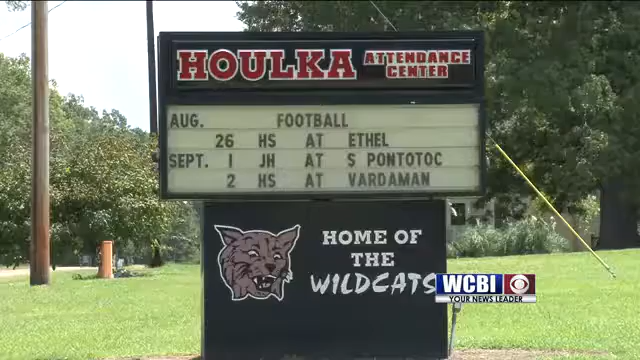 HOULKA ATTENDANCE CENTER
AUG. FOOTBALL
26 HS AT ETHEL
SEPT. 1 JH AT S PONTOTOC
2 HS AT VARDAMAN
HOME OF
THE
WILDCATS
WCBI
YOUR NEWS LEADER